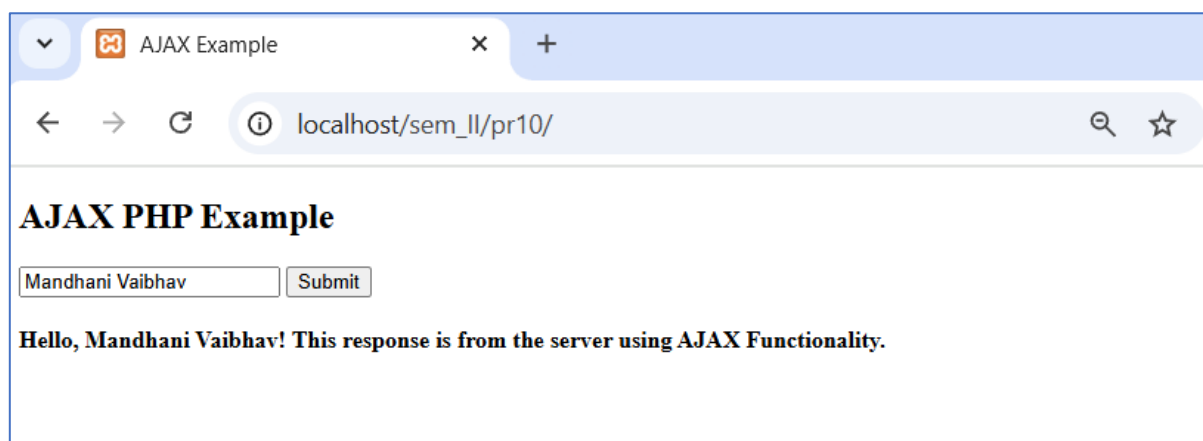 AJAX Example
localhost/sem_II/pr10/
AJAX PHP Example
Mandhani Vaibhav Submit
Hello, Mandhani Vaibhav! This response is from the server using AJAX Functionality.